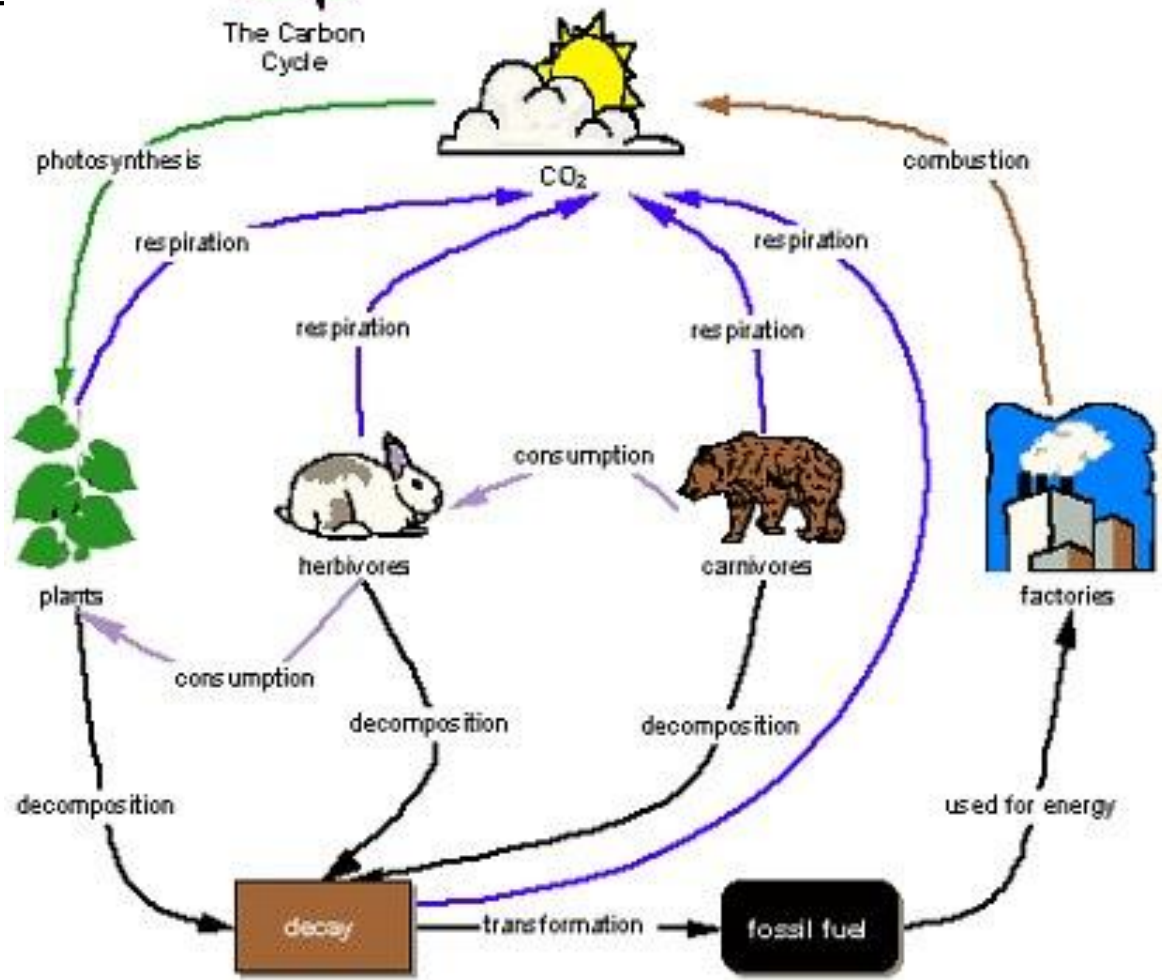 The Carbon
Cycle
photosynthesis
combustion
CO₂
respiration
respiration
respiration
respiration
consumption
herbivores
carnivores
plants
factories
consumption
decomposition
decomposition
decomposition
used for energy
decay
transformation
fossil fuel